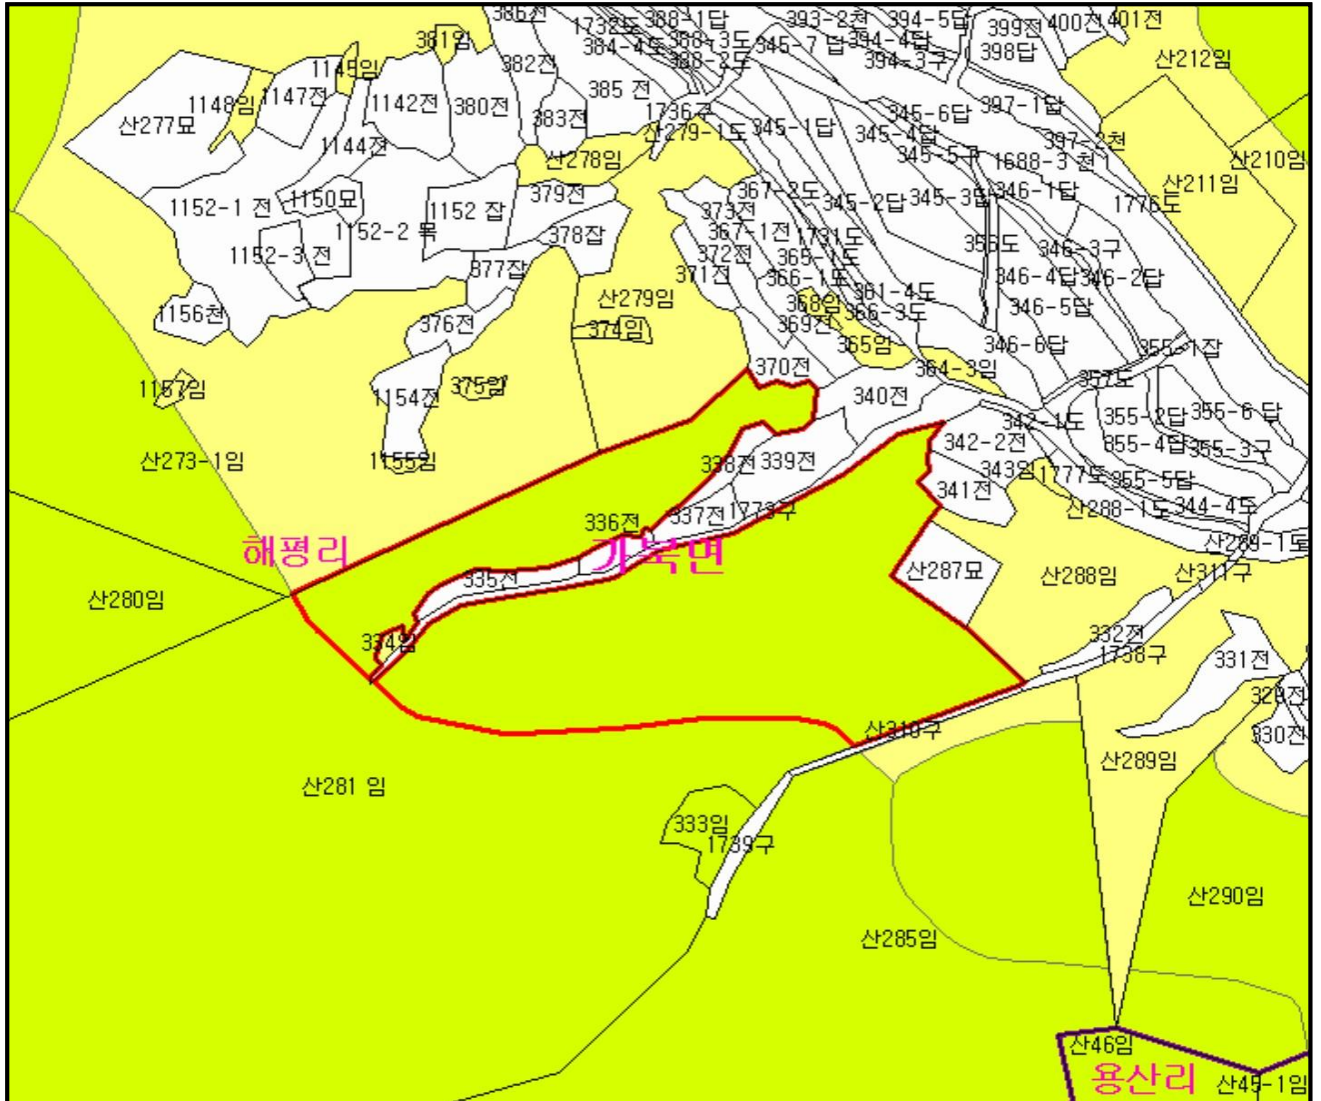 385전
1732도
388-1답
393-2천
394-5답
399전
400전
401전
381임
384-4도
388-3도
345-7 답
394-4답
398답
산212임
382전
388-2도
394-3구
1145임
385 전
1148임
1147전
1142전
380전
383전
1736구
345-6답
397-1답
산277묘
산279-1도
345-1답
345-4답
397-2천
1144전
산278임
345-5구
1688-3 천
산210임
1150묘
379전
367-2도
345-2답
345-3답
346-1답
산211임
1152-1 전
1152 잡
373전
1776도
1152-2 목
378잡
367-1전
1731도
356도
346-3구
1152-3 전
372전
365-1도
377잡
371전
366-1도
346-4답
346-2답
산279임
361-4도
1156천
376전
368임
366-3도
346-5답
374임
369전
365임
346-6답
355-1잡
370전
364-3임
357도
1157임
1154전
375임
340전
355-2답
355-6 답
342-1도
342-2전
355-4답
355-3구
산273-1임
1155임
338전
339전
343임
1777도
355-5답
341전
336전
337전
1773구
산288-1도
344-4도
해평리
가북면
산289-1도
335전
산287묘
산288임
산311구
산280임
334임
332전
1738구
331전
329전
산310구
330전
산281 임
산289임
333임
1739구
산290임
산285임
산46임
용산리
산45-1임